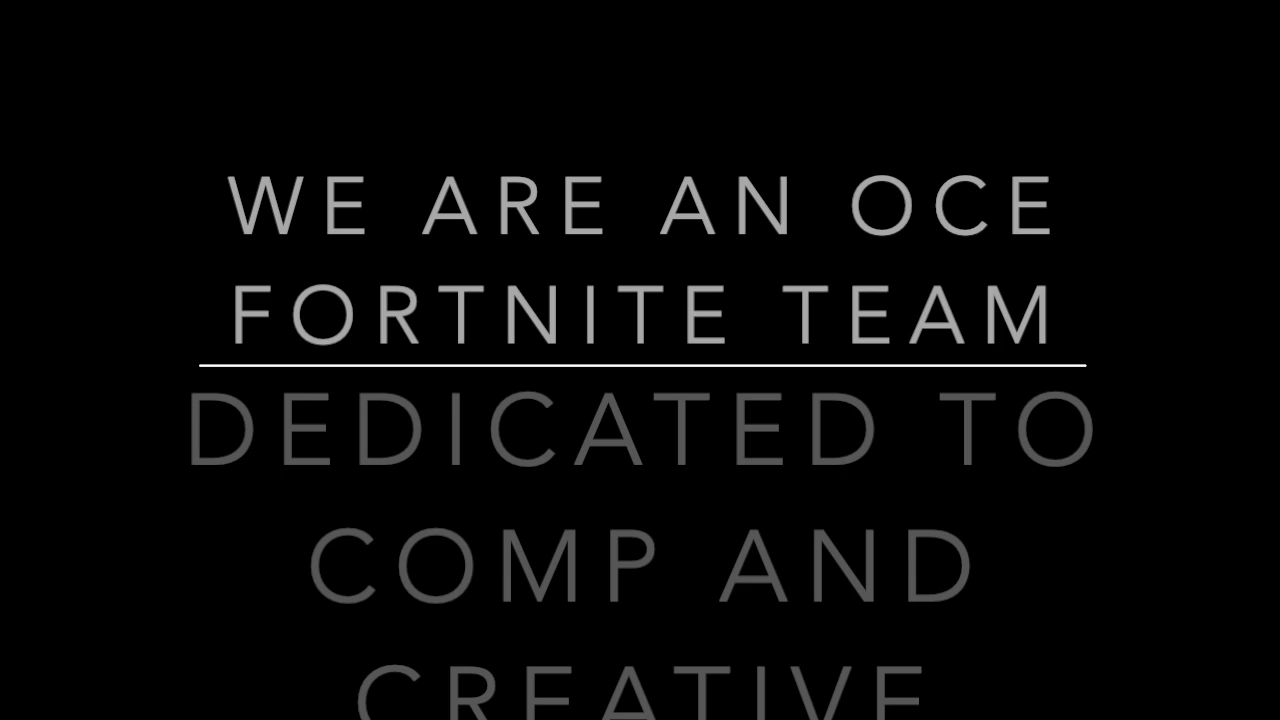 WE ARE AN OCE
FORTNITE TEAM
DEDICATED TO
COMP AND
CREATIVE